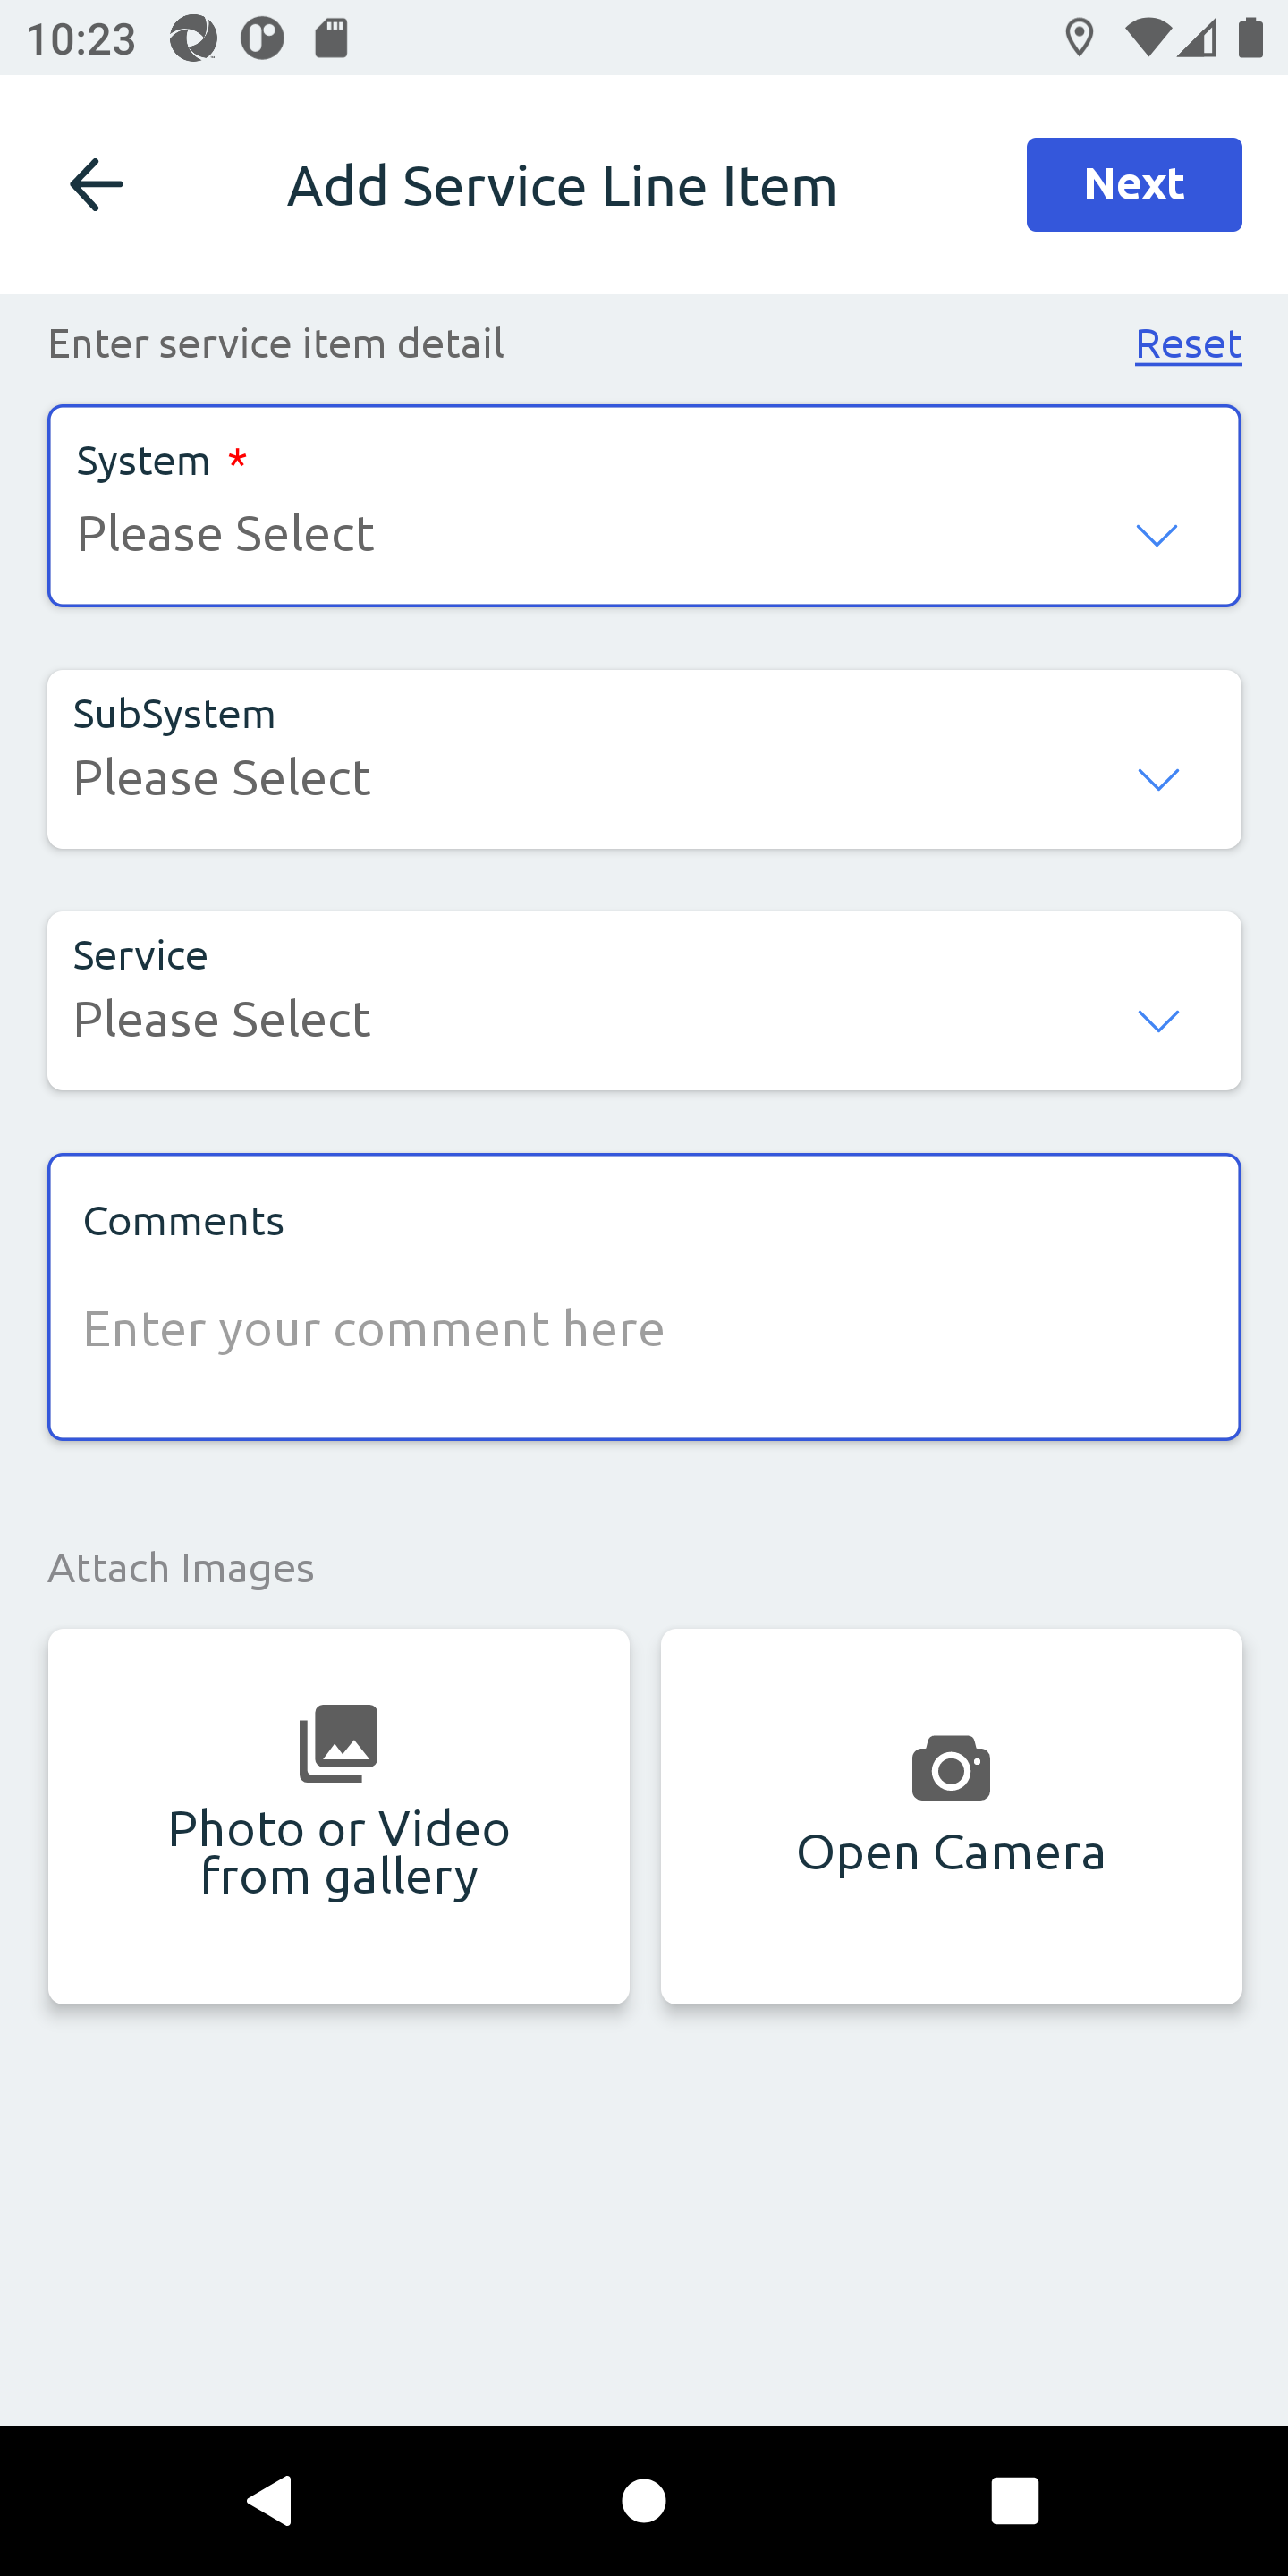 10:23
Add Service Line Item
Next
Enter service item detail
Reset
System *
Please Select
SubSystem
Please Select
Service
Please Select
Comments
Enter your comment here
Attach Images
Photo or Video
from gallery
Open Camera